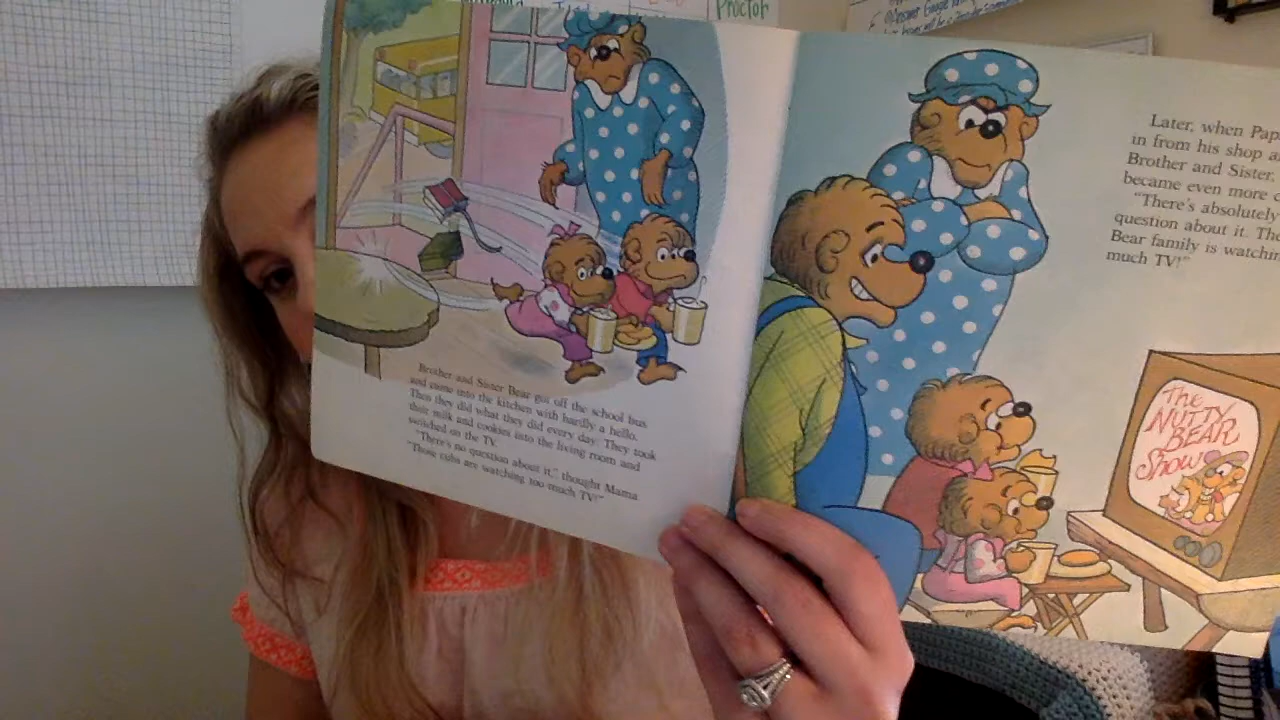 Proctor
Answer Google
Brother and Sister Bear got off the school bus
and came into the kitchen with hardly a hello.
Then they did what they did every day. They took
their milk and cookies into the living room and
switched on the TV.
"There's no question about it," thought Mama
"Those cubs are watching too much TV!"
Later, when Pap
in from his shop a
Brother and Sister,
became even more
"There's absolutely
question about it. The
Bear family is watchin
much TV!"
The
NUTTY
BEAR
Show